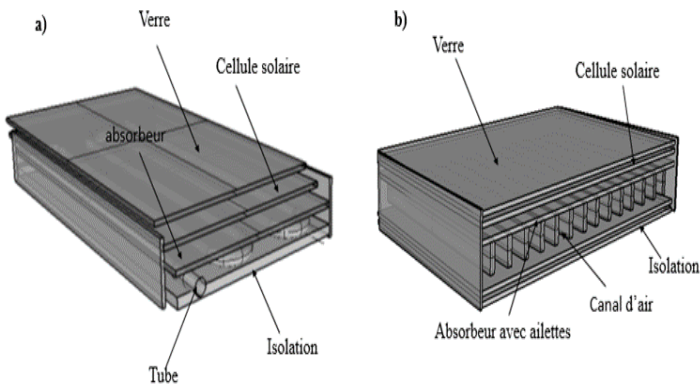 a)
Verre
Cellule solaire
absorbeur
Tube
Isolation
b)
Verre
Cellule solaire
Isolation
Canal d’air
Absorbeur avec ailettes